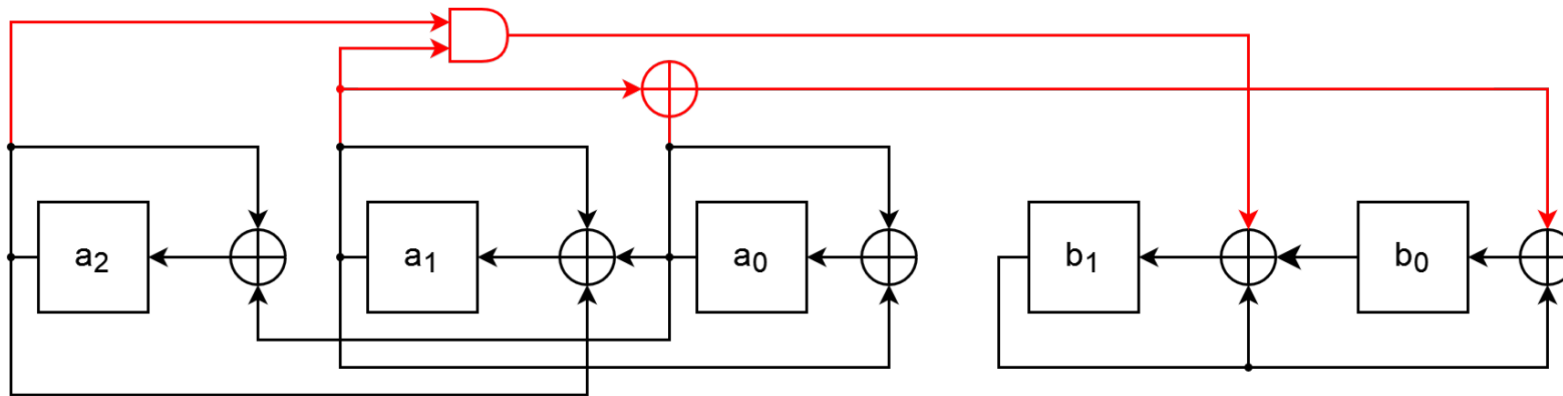 a₂ a₁ a₀ b₁ b₀